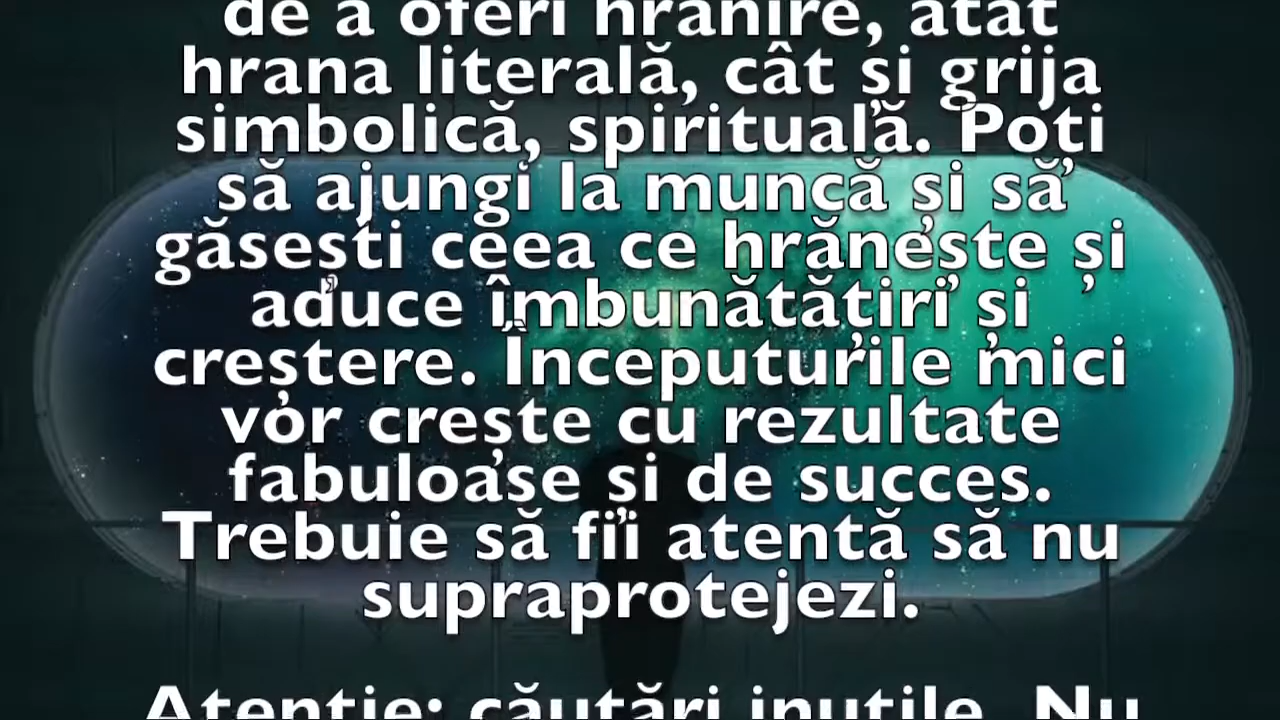 de a oferi hrănire, atât
hrana literală, cât și grija
simbolică, spirituală. Poți
să ajungi la muncă și să
găsești ceea ce hrănește și
aduce îmbunătățiri și
creștere. Începuturile mici
vor crește cu rezultate
fabuloase și de succes.
Trebuie să fii atentă să nu
supraprotejezi.
Atenție: căutări inutile. Nu